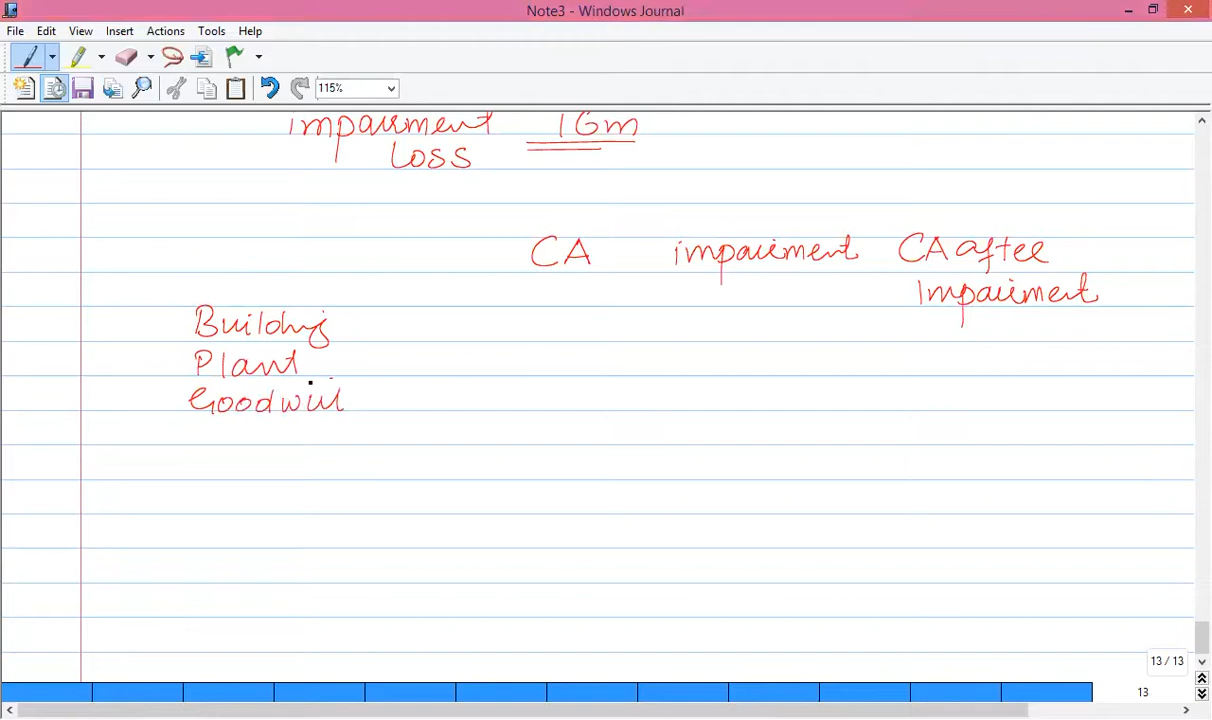 Note3 - Windows Journal
File Edit View Insert Actions Tools Help
115%
impairment 16m
Loss
CA impairment CA after
Impairment
Building
Plant
Goodwill
13 / 13
13